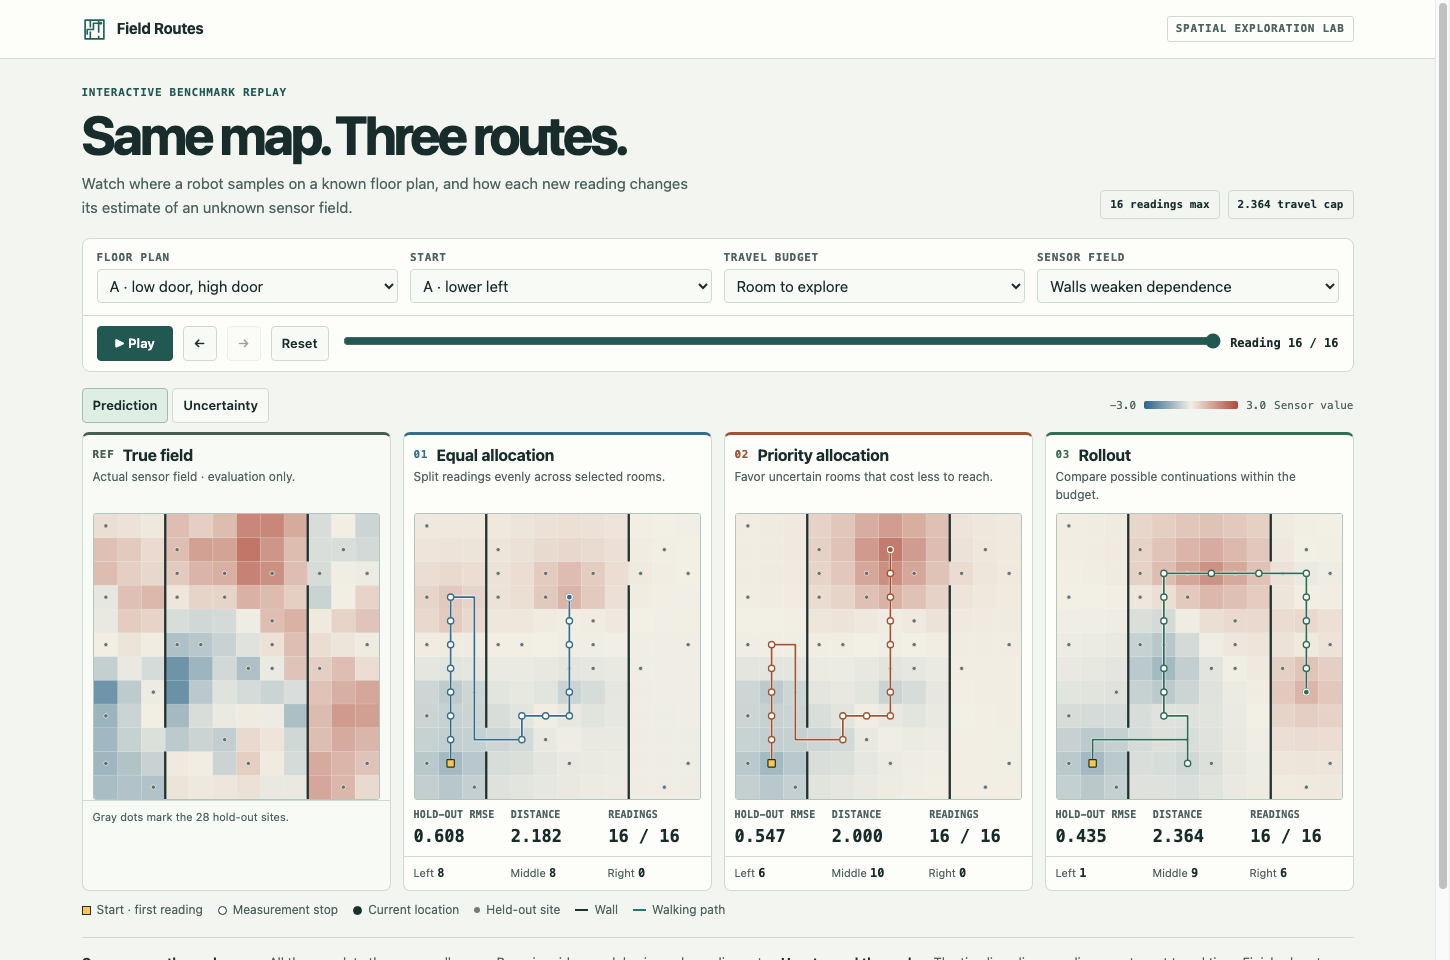 Field Routes
SPATIAL EXPLORATION LAB
INTERACTIVE BENCHMARK REPLAY
Same map. Three routes.
Watch where a robot samples on a known floor plan, and how each new reading changes
its estimate of an unknown sensor field.
16 readings max
2.364 travel cap
FLOOR PLAN
START
TRAVEL BUDGET
SENSOR FIELD
A · low door, high door
A · lower left
Room to explore
Walls weaken dependence
▶ Play
←
→
Reset
Reading 16 / 16
Prediction
Uncertainty
−3.0
3.0 Sensor value
REF True field
Actual sensor field · evaluation only.
Gray dots mark the 28 hold-out sites.
01 Equal allocation
Split readings evenly across selected rooms.
HOLD-OUT RMSE
DISTANCE
READINGS
0.608
2.182
16 / 16
Left 8
Middle 8
Right 0
02 Priority allocation
Favor uncertain rooms that cost less to reach.
HOLD-OUT RMSE
DISTANCE
READINGS
0.547
2.000
16 / 16
Left 6
Middle 10
Right 0
03 Rollout
Compare possible continuations within the
budget.
HOLD-OUT RMSE
DISTANCE
READINGS
0.435
2.364
16 / 16
Left 1
Middle 9
Right 6
Start · first reading
Measurement stop
Current location
Held-out site
Wall
Walking path